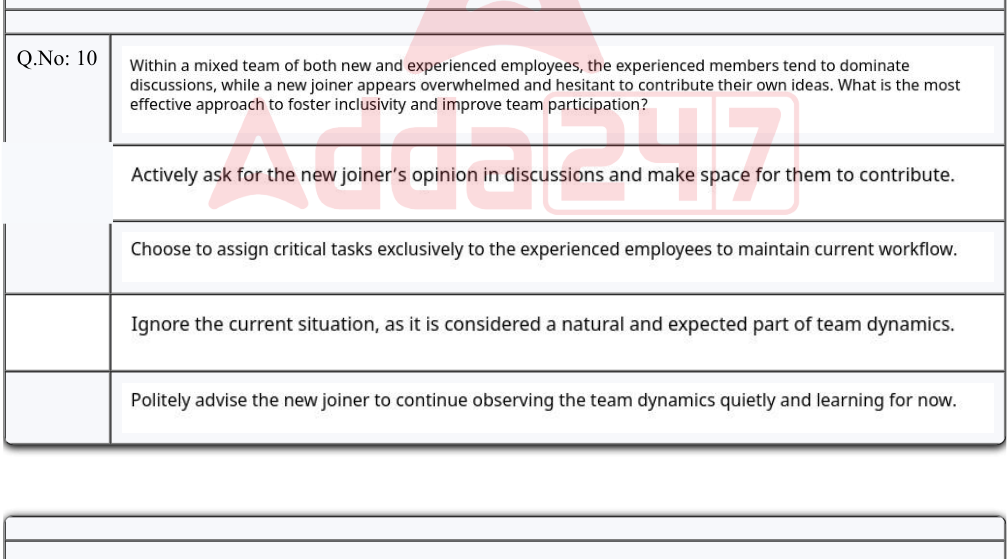 Q.No: 10
Within a mixed team of both new and experienced employees, the experienced members tend to dominate
discussions, while a new joiner appears overwhelmed and hesitant to contribute their own ideas. What is the most
effective approach to foster inclusivity and improve team participation?
Adda247
Actively ask for the new joiner’s opinion in discussions and make space for them to contribute.
Choose to assign critical tasks exclusively to the experienced employees to maintain current workflow.
Ignore the current situation, as it is considered a natural and expected part of team dynamics.
Politely advise the new joiner to continue observing the team dynamics quietly and learning for now.